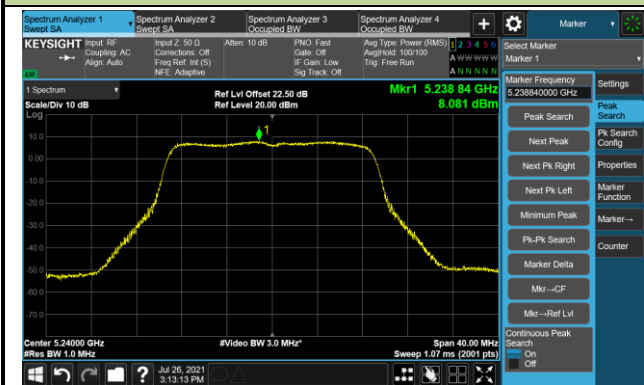 Spectrum Analyzer 1
Swept SA
Spectrum Analyzer 2
Swept SA
Spectrum Analyzer 3
Occupied BW
Spectrum Analyzer 4
Occupied BW
+
Marker
KEYSIGHT
Input: RF
Coupling: AC
Align: Auto
Input Z: 50 Ω
Corrections: Off
Freq Ref: Int (S)
NFE: Adaptive
Atten: 10 dB
PNO: Fast
Gate: Off
IF Gain: Low
Sig Track: Off
Avg Type: Power (RMS)
Avg|Hold: 100/100
Trig: Free Run
1 2 3 4 5 6
A W W W W W
A N N N N N
Select Marker
Marker 1
1 Spectrum
Scale/Div 10 dB
Log
Ref Lvl Offset 22.50 dB
Ref Level 20.00 dBm
Mkr1 5.238 84 GHz
8.081 dBm
1
10.0
0.00
-10.0
-20.0
-30.0
-40.0
-50.0
-60.0
-70.0
Center 5.24000 GHz
#Res BW 1.0 MHz
#Video BW 3.0 MHz*
Span 40.00 MHz
Sweep 1.07 ms (2001 pts)
Marker Frequency
5.238840000 GHz
Peak Search
Next Peak
Next Pk Right
Next Pk Left
Minimum Peak
Pk-Pk Search
Marker Delta
Mkr→CF
Mkr→Ref Lvl
Continuous Peak
Search
On
Off
Settings
Peak
Search
Pk Search
Config
Properties
Marker
Function
Marker→
Counter
?
Jul 26, 2021
3:13:13 PM